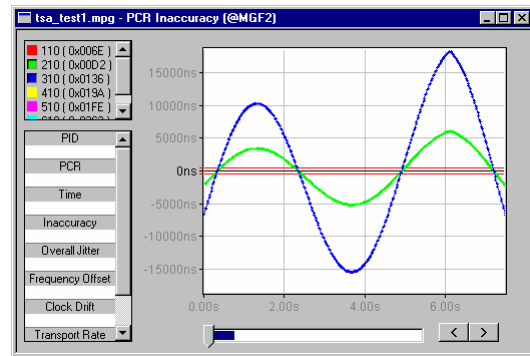 tsa_test1.mpg - PCR Inaccuracy (@MGF2)
110 ( 0x006E )
210 ( 0x00D2 )
310 ( 0x0136 )
410 ( 0x019A )
510 ( 0x01FE )
PID
PCR
Time
Inaccuracy
Overall Jitter
Frequency Offset
Clock Drift
Transport Rate
15000ns
10000ns
5000ns
0ns
-5000ns
-10000ns
-15000ns
0.00s 2.00s 4.00s 6.00s
< >